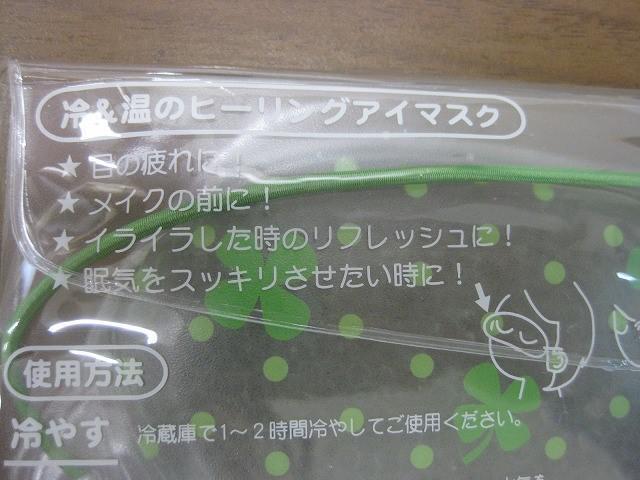 冷&温のヒーリングアイマスク
★ 目の疲れに!
★ メイクの前に!
★ イライラした時のリフレッシュに!
★ 眠気をスッキリさせたい時に!
使用方法
冷やす 冷蔵庫で1~2時間冷やしてご使用ください。